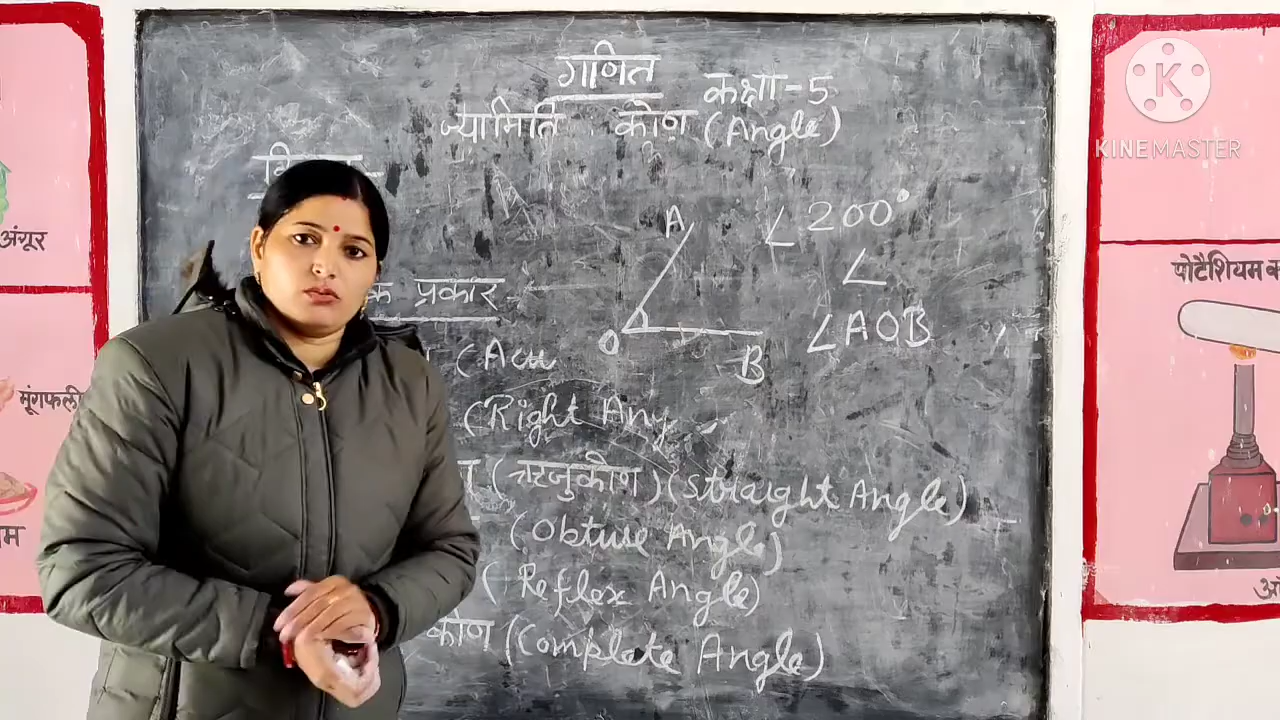 गणित
कक्षा-5
ज्यामिति कोण (Angle)
A
∠200°
∠
∠AOB
O
B
के प्रकार
(Acu
(Right Ang
(ऋजुकोण) (Straight Angle)
(Obtuse Angle)
(Reflex Angle)
कोण (Complete Angle)
अंगूर
मूंगफली
पोटैशियम
K
KINEMASTER